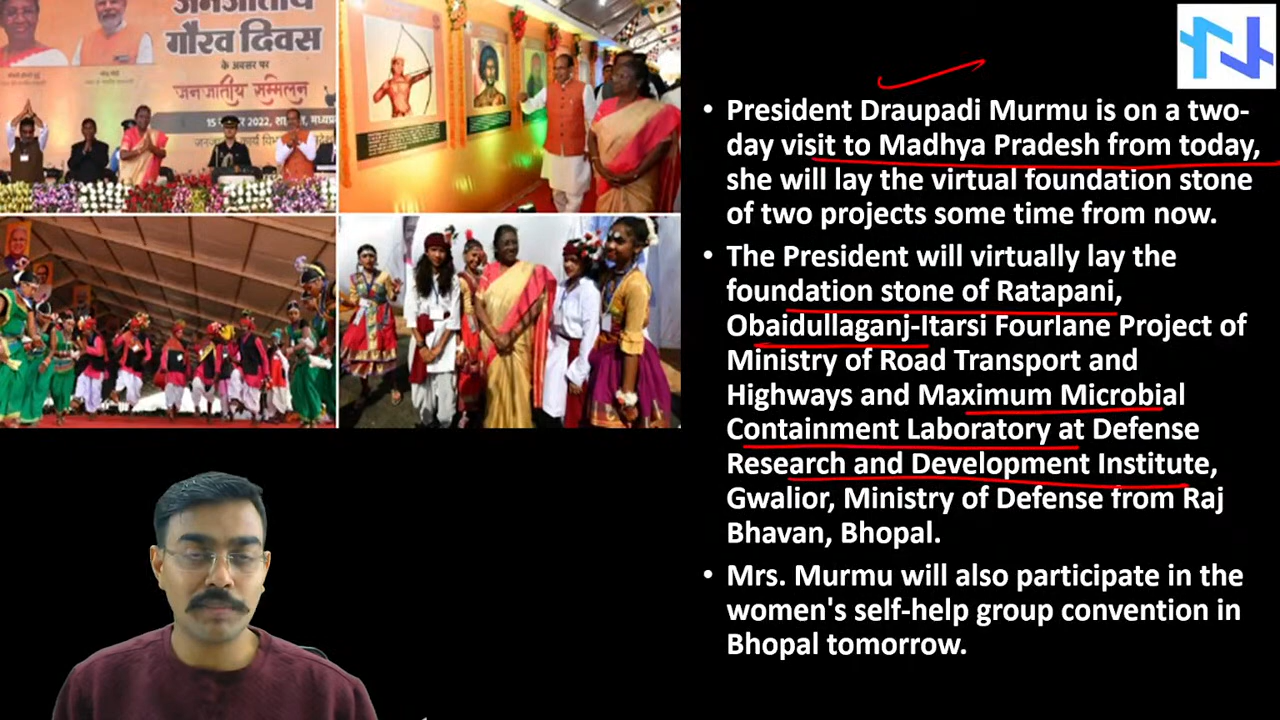 जनजातीय
गौरव दिवस
के अवसर पर
जनजातीय सम्मिलन
2022,
• President Draupadi Murmu is on a two-
day visit to Madhya Pradesh from today,
she will lay the virtual foundation stone
of two projects some time from now.
• The President will virtually lay the
foundation stone of Ratapani,
Obaidullaganj-Itarsi Fourlane Project of
Ministry of Road Transport and
Highways and Maximum Microbial
Containment Laboratory at Defense
Research and Development Institute,
Gwalior, Ministry of Defense from Raj
Bhavan, Bhopal.
• Mrs. Murmu will also participate in the
women's self-help group convention in
Bhopal tomorrow.